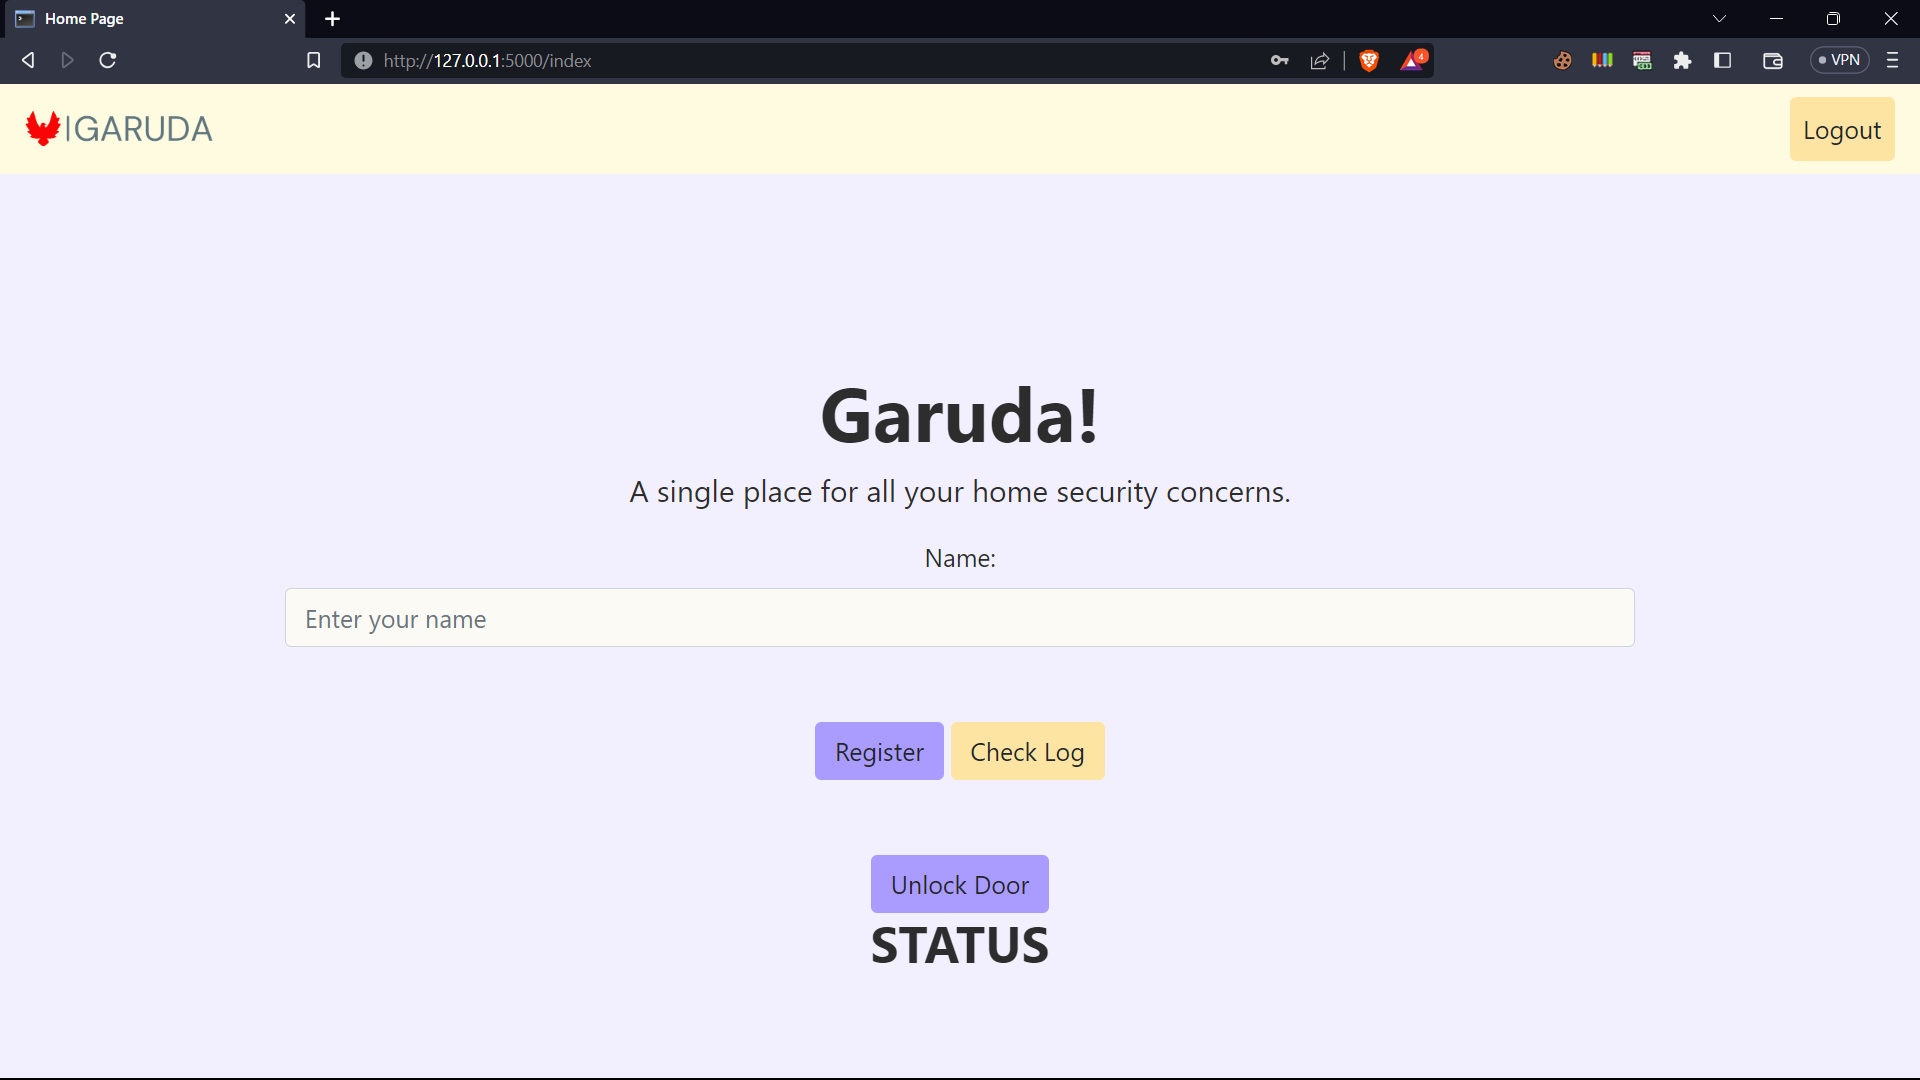 Home Page
http://127.0.0.1:5000/index
4
VPN
|GARUDA
Logout
Garuda!
A single place for all your home security concerns.
Name:
Enter your name
Register
Check Log
Unlock Door
STATUS